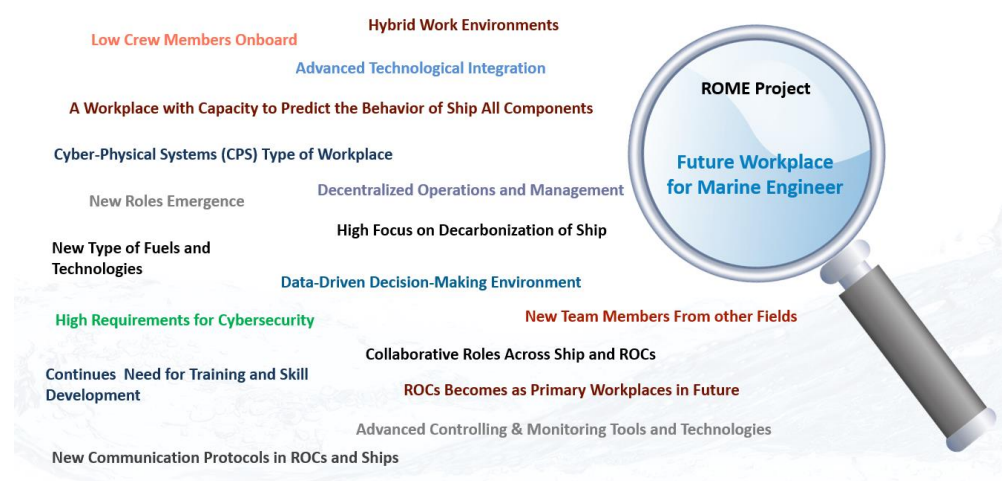 Hybrid Work Environments
Low Crew Members Onboard
Advanced Technological Integration
ROME Project
A Workplace with Capacity to Predict the Behavior of Ship All Components
Cyber-Physical Systems (CPS) Type of Workplace
Future Workplace
for Marine Engineer
Decentralized Operations and Management
New Roles Emergence
High Focus on Decarbonization of Ship
New Type of Fuels and
Technologies
Data-Driven Decision-Making Environment
High Requirements for Cybersecurity
New Team Members From other Fields
Collaborative Roles Across Ship and ROCs
Continues Need for Training and Skill
Development
ROCs Becomes as Primary Workplaces in Future
Advanced Controlling & Monitoring Tools and Technologies
New Communication Protocols in ROCs and Ships